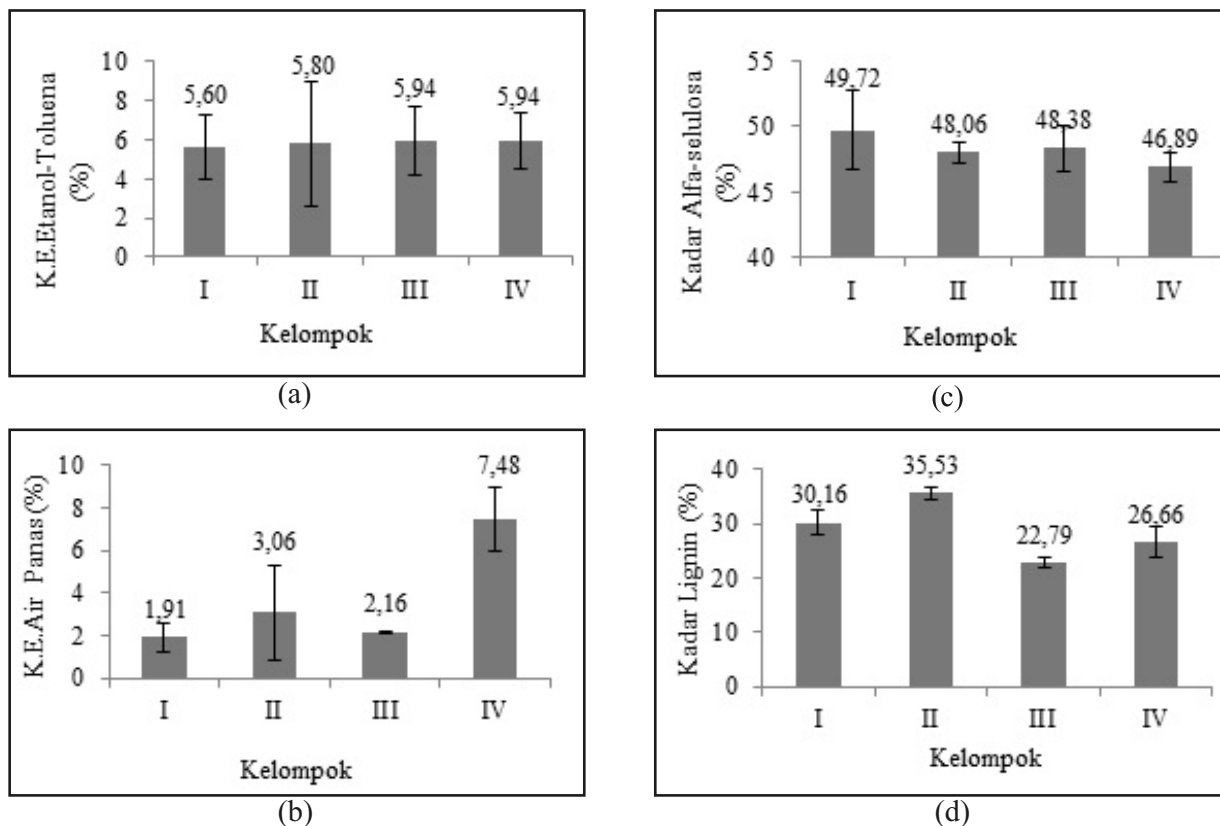 K.E.Etanol-Toluena
(%)
10
8
6
4
2
0
5,60
5,80
5,94
5,94
I II III IV
Kelompok
(a)
Kadar Alfa-selulosa
(%)
55
50
45
40
49,72
48,06
48,38
46,89
I II III IV
Kelompok
(c)
K.E.Air Panas (%)
10
8
6
4
2
0
1,91
3,06
2,16
7,48
I II III IV
Kelompok
(b)
Kadar Lignin (%)
40
30
20
10
0
30,16
35,53
22,79
26,66
I II III IV
Kelompok
(d)